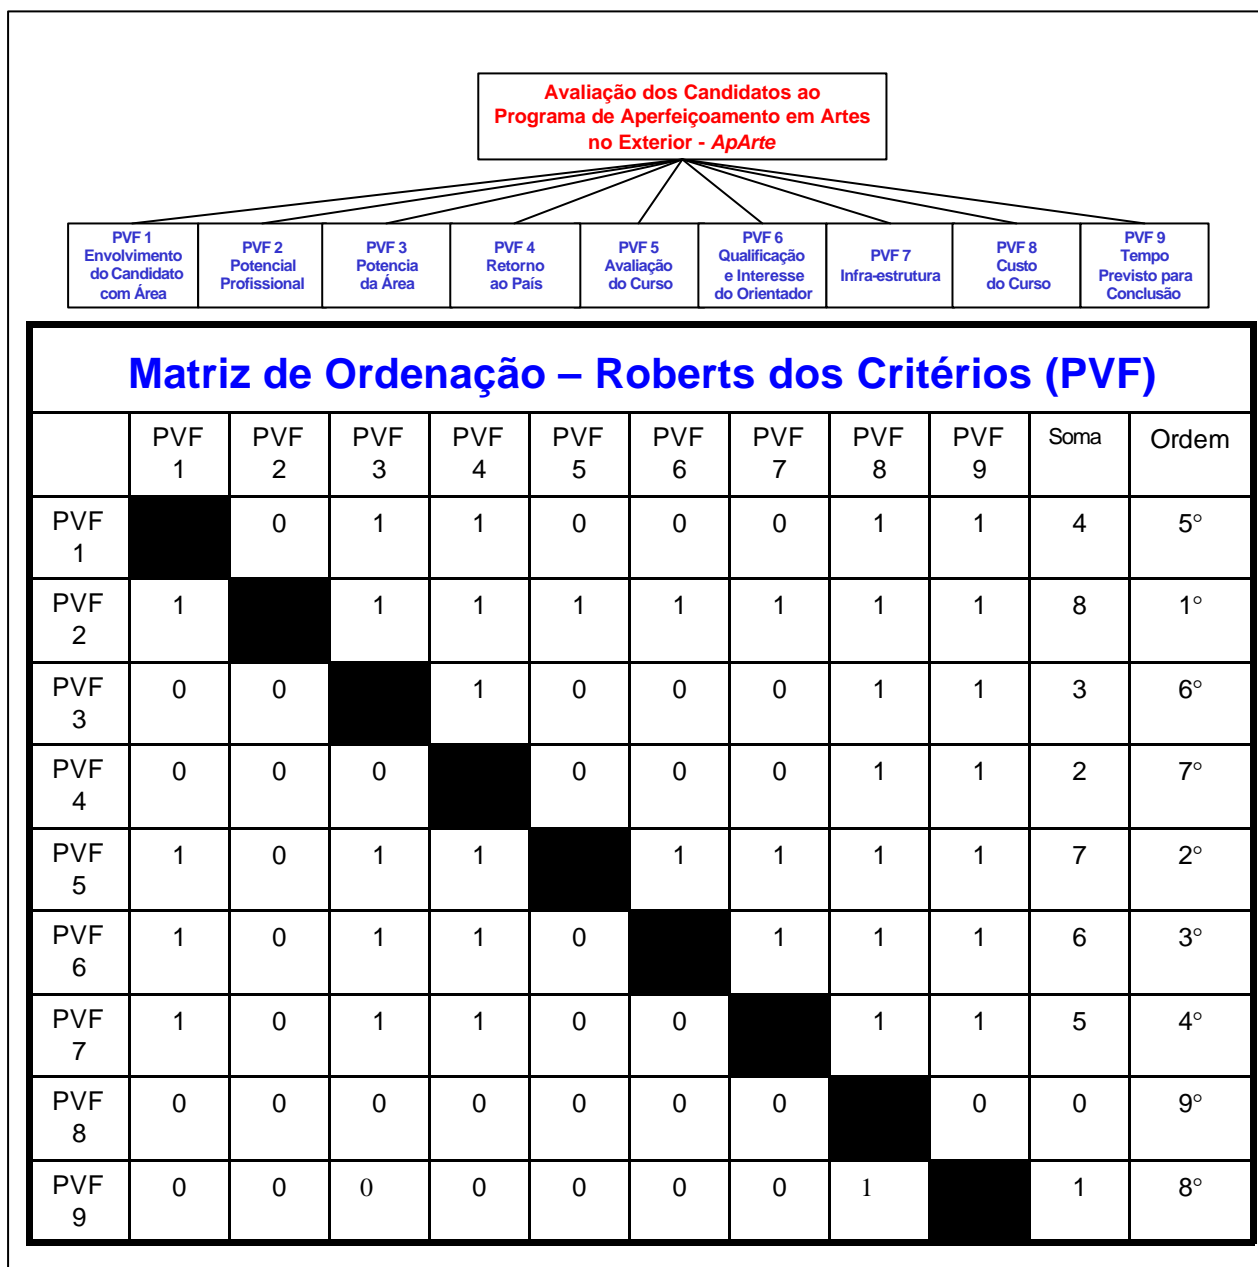 Avaliação dos Candidatos ao
Programa de Aperfeiçoamento em Artes
no Exterior - ApArte
PVF 1
Envolvimento
do Candidato
com Área
PVF 2
Potencial
Profissional
PVF 3
Potencia
da Área
PVF 4
Retorno
ao País
PVF 5
Avaliação
do Curso
PVF 6
Qualificação
e Interesse
do Orientador
PVF 7
Infra-estrutura
PVF 8
Custo
do Curso
PVF 9
Tempo
Previsto para
Conclusão
Matriz de Ordenação – Roberts dos Critérios (PVF)
PVF 1 PVF 2 PVF 3 PVF 4 PVF 5 PVF 6 PVF 7 PVF 8 PVF 9 Soma Ordem
PVF 1 0 1 1 0 0 0 1 1 4 5°
PVF 2 1 1 1 1 1 1 1 1 8 1°
PVF 3 0 0 1 0 0 0 1 1 3 6°
PVF 4 0 0 0 0 0 0 1 1 2 7°
PVF 5 1 0 1 1 1 1 1 1 7 2°
PVF 6 1 0 1 1 0 1 1 1 6 3°
PVF 7 1 0 1 1 0 0 1 1 5 4°
PVF 8 0 0 0 0 0 0 0 0 0 9°
PVF 9 0 0 0 0 0 0 0 1 1 8°